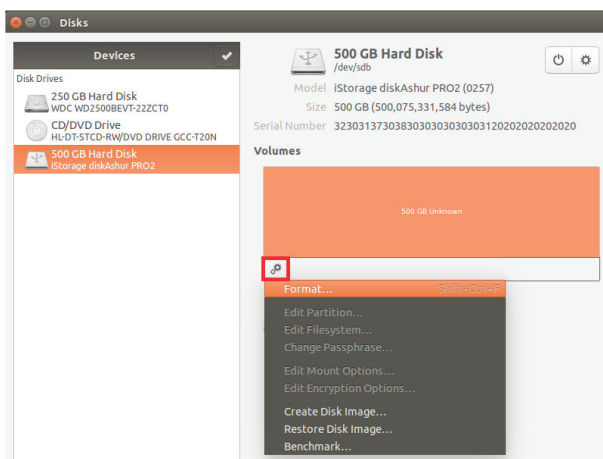 Disks
Devices
Disk Drives
250 GB Hard Disk
WDC WD2500BEVT-22ZCT0
CD/DVD Drive
HL-DT-STCD-RW/DVD DRIVE GCC-T20N
500 GB Hard Disk
iStorage diskAshur PRO2
500 GB Hard Disk
/dev/sdb
Model iStorage diskAshur PRO2 (0257)
Size 500 GB (500,075,331,584 bytes)
Serial Number 3230313730383030303030303120202020202020
Volumes
500 GB Unknown
Format... Shift+Ctrl+F
Edit Partition...
Edit Filesystem...
Change Passphrase...
Edit Mount Options...
Edit Encryption Options...
Create Disk Image...
Restore Disk Image...
Benchmark...